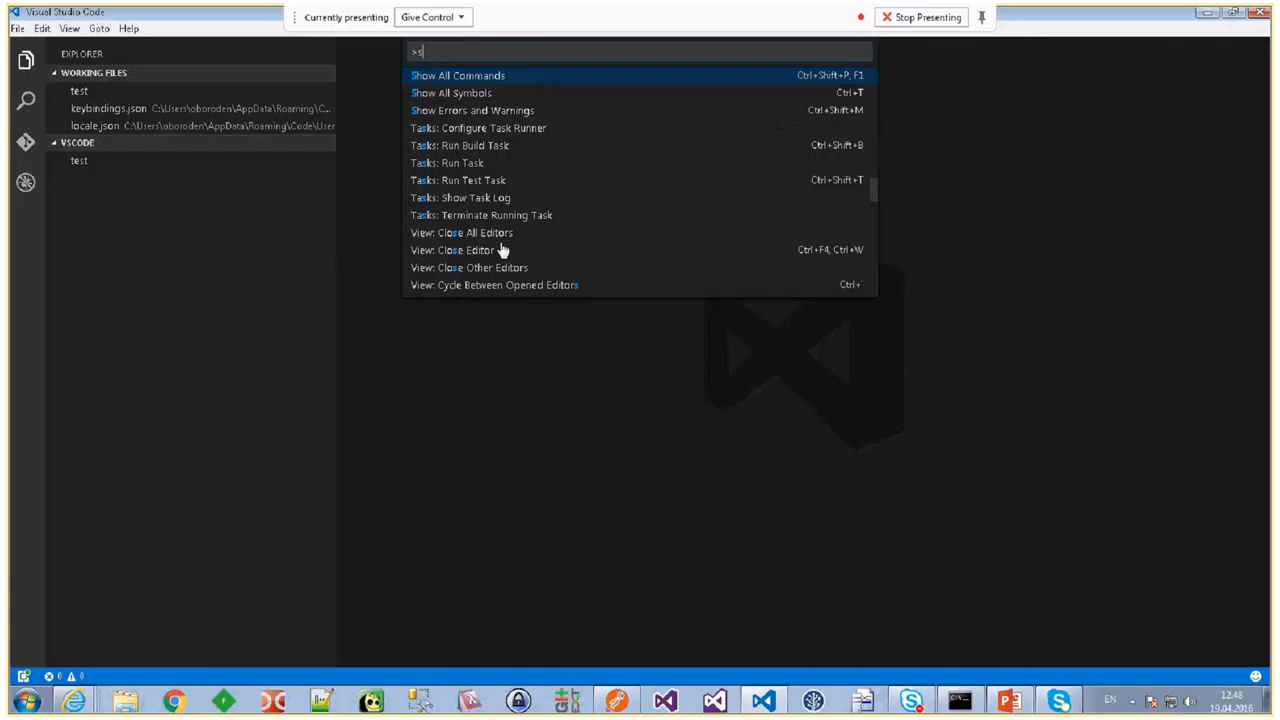 Visual Studio Code
Currently presenting
Give Control
Stop Presenting
File Edit View Goto Help
EXPLORER
WORKING FILES
test
keybindings.json C:\Users\oboroden\AppData\Roaming\C...
locale.json C:\Users\oboroden\AppData\Roaming\Code\User
VSCODE
test
>s
Show All Commands Ctrl+Shift+P, F1
Show All Symbols Ctrl+T
Show Errors and Warnings Ctrl+Shift+M
Tasks: Configure Task Runner
Tasks: Run Build Task Ctrl+Shift+B
Tasks: Run Task
Tasks: Run Test Task Ctrl+Shift+T
Tasks: Show Task Log
Tasks: Terminate Running Task
View: Close All Editors
View: Close Editor Ctrl+F4, Ctrl+W
View: Close Other Editors
View: Cycle Between Opened Editors Ctrl+`
0 0
EN
12:48
19.04.2016